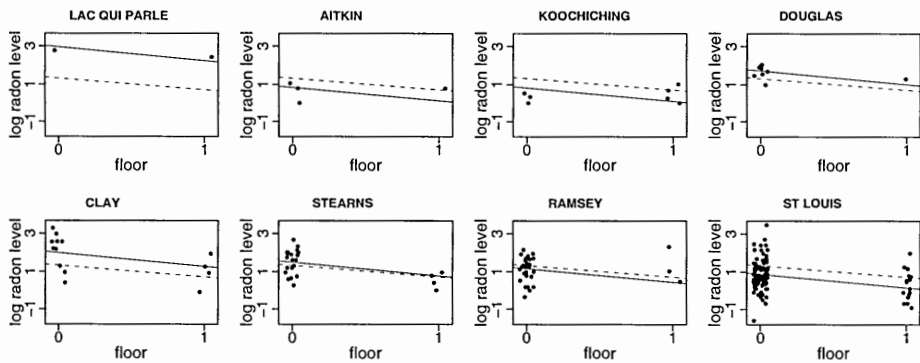 LAC QUI PARLE
AITKIN
KOOCHICHING
DOUGLAS
log radon level
3
1
−1
0
1
floor
log radon level
3
1
−1
0
1
floor
log radon level
3
1
−1
0
1
floor
log radon level
3
1
−1
0
1
floor
CLAY
STEARNS
RAMSEY
ST LOUIS
log radon level
3
1
−1
0
1
floor
log radon level
3
1
−1
0
1
floor
log radon level
3
1
−1
0
1
floor
log radon level
3
1
−1
0
1
floor